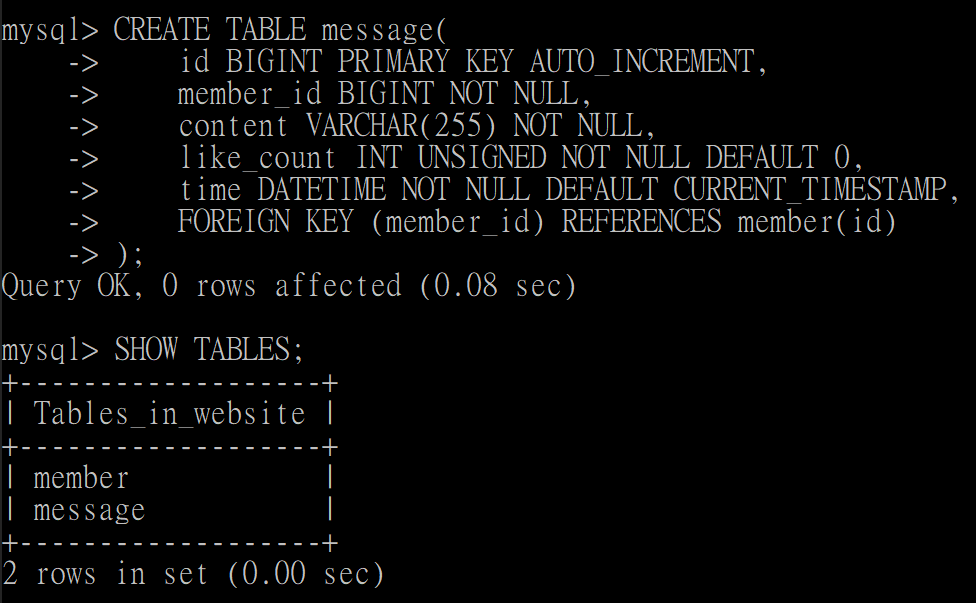 mysql> CREATE TABLE message(
    ->     id BIGINT PRIMARY KEY AUTO_INCREMENT,
    ->     member_id BIGINT NOT NULL,
    ->     content VARCHAR(255) NOT NULL,
    ->     like_count INT UNSIGNED NOT NULL DEFAULT 0,
    ->     time DATETIME NOT NULL DEFAULT CURRENT_TIMESTAMP,
    ->     FOREIGN KEY (member_id) REFERENCES member(id)
    -> );
Query OK, 0 rows affected (0.08 sec)

mysql> SHOW TABLES;
+-------------------+
| Tables_in_website |
+-------------------+
| member            |
| message           |
+-------------------+
2 rows in set (0.00 sec)